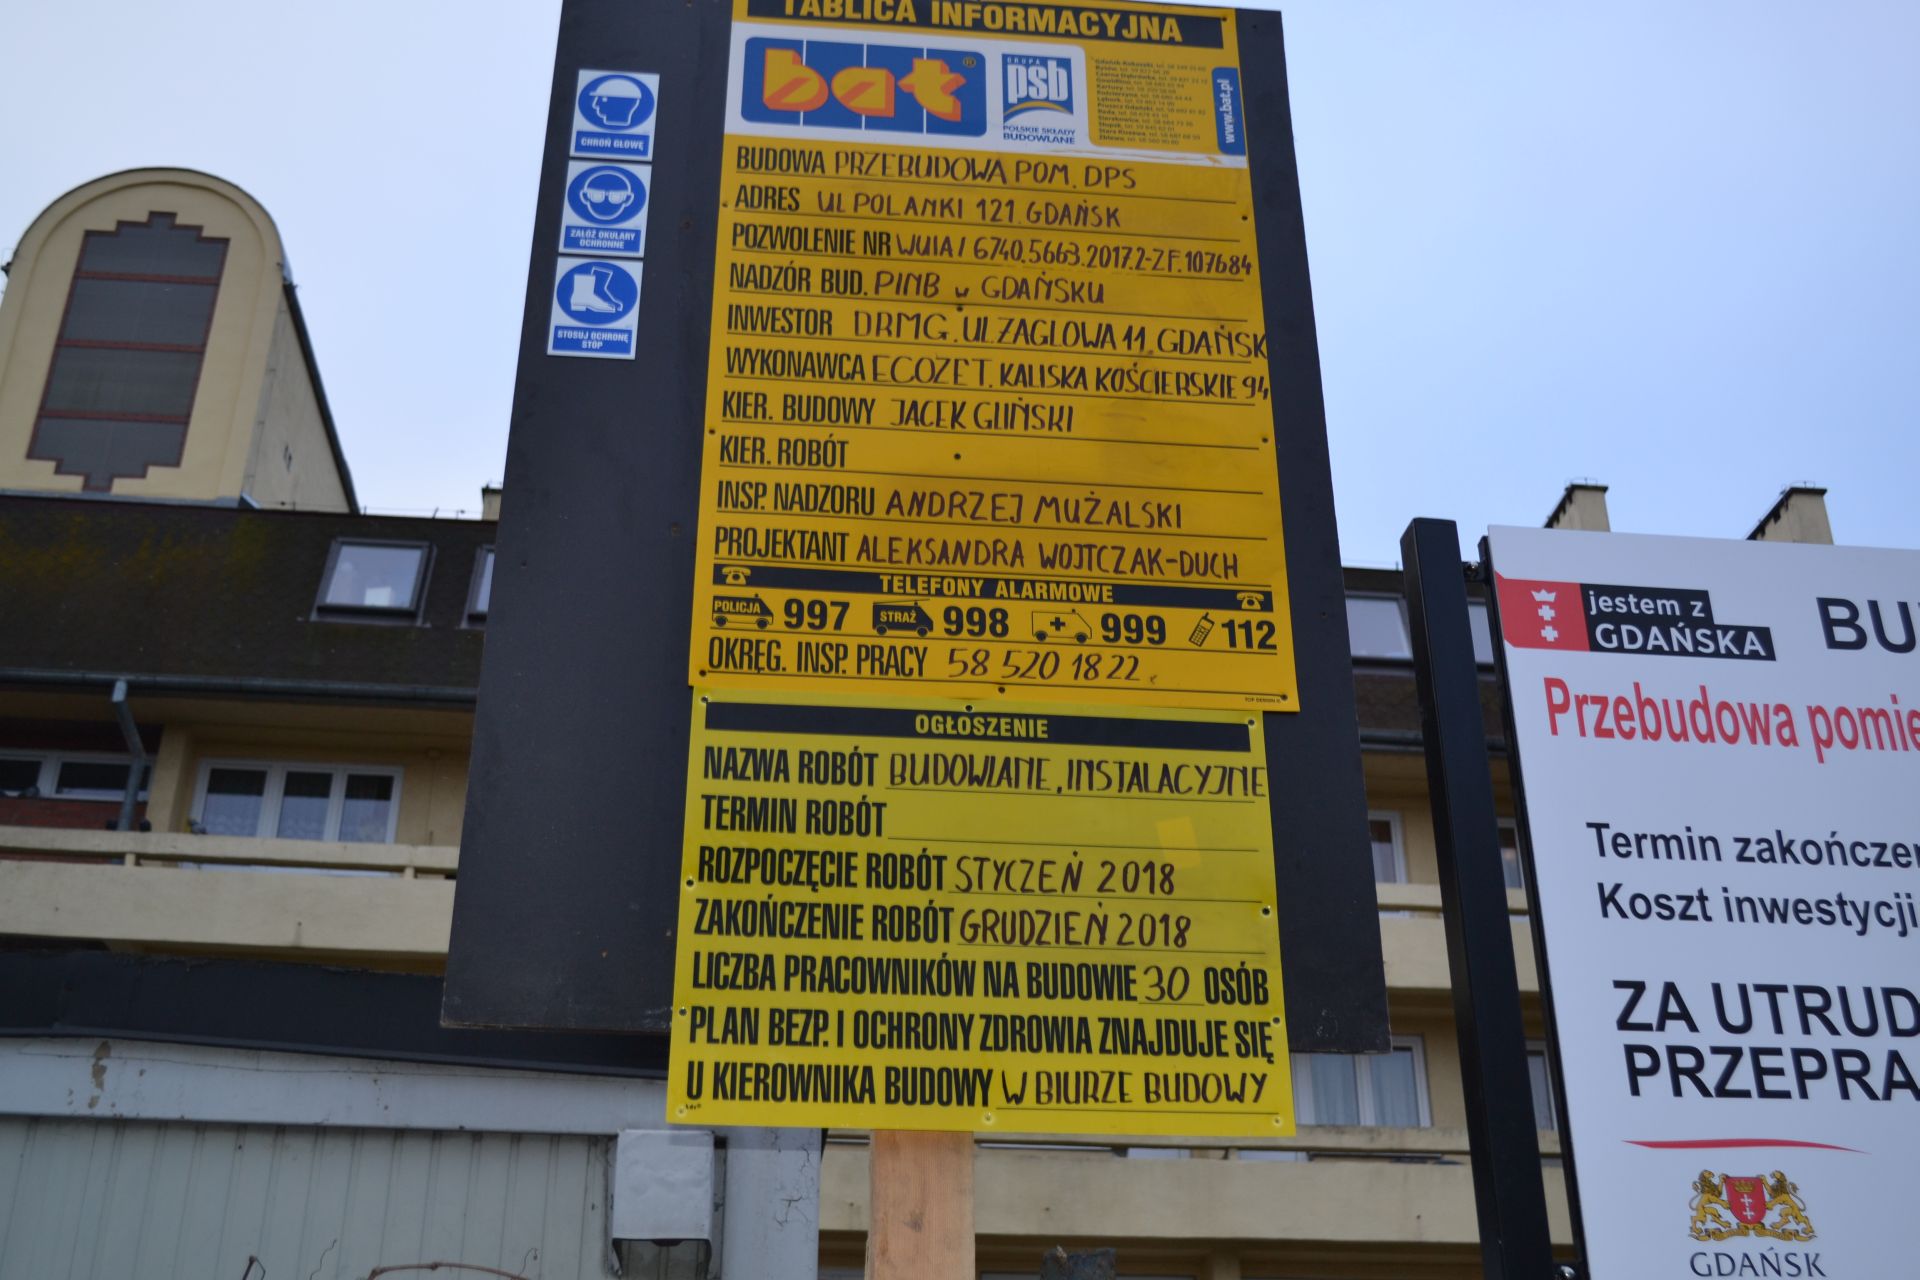 TABLICA INFORMACYJNA
bat®
GRUPA
psb
POLSKIE SKŁADY
BUDOWLANE
www.bat.pl
CHROŃ GŁOWĘ
ZAŁÓŻ OKULARY
OCHRONNE
STOSUJ OCHRONĘ
STOP
BUDOWA PRZEBUDOWA POM. DPS
ADRES UL POLANKI 121 GDAŃSK
POZWOLENIE NR WUIA/6740.5663.2017.2-ZF.107684
NADZÓR BUD. PINB w GDAŃSKU
INWESTOR DRMG. UL ŻAGLOWA 11. GDAŃSK
WYKONAWCA ECOZET. KALISKA KOŚCIERSKIE 94
KIER. BUDOWY JACEK GLIŃSKI
KIER. ROBÓT
INSP. NADZORU ANDRZEJ MUŻALSKI
PROJEKTANT ALEKSANDRA WOJTCZAK-DUCH
TELEFONY ALARMOWE
POLICJA 997 STRAŻ 998 999 112
OKRĘG. INSP. PRACY 58 520 18 22
OGŁOSZENIE
NAZWA ROBÓT BUDOWLANE, INSTALACYJNE
TERMIN ROBÓT
ROZPOCZĘCIE ROBÓT STYCZEŃ 2018
ZAKOŃCZENIE ROBÓT GRUDZIEŃ 2018
LICZBA PRACOWNIKÓW NA BUDOWIE 30 OSÓB
PLAN BEZP. I OCHRONY ZDROWIA ZNAJDUJE SIĘ
U KIEROWNIKA BUDOWY W BIURZE BUDOWY
jestem z
GDAŃSKA
BU
Przebudowa pomie
Termin zakończe
Koszt inwestycji
ZA UTRUD
PRZEPRA
GDAŃSK